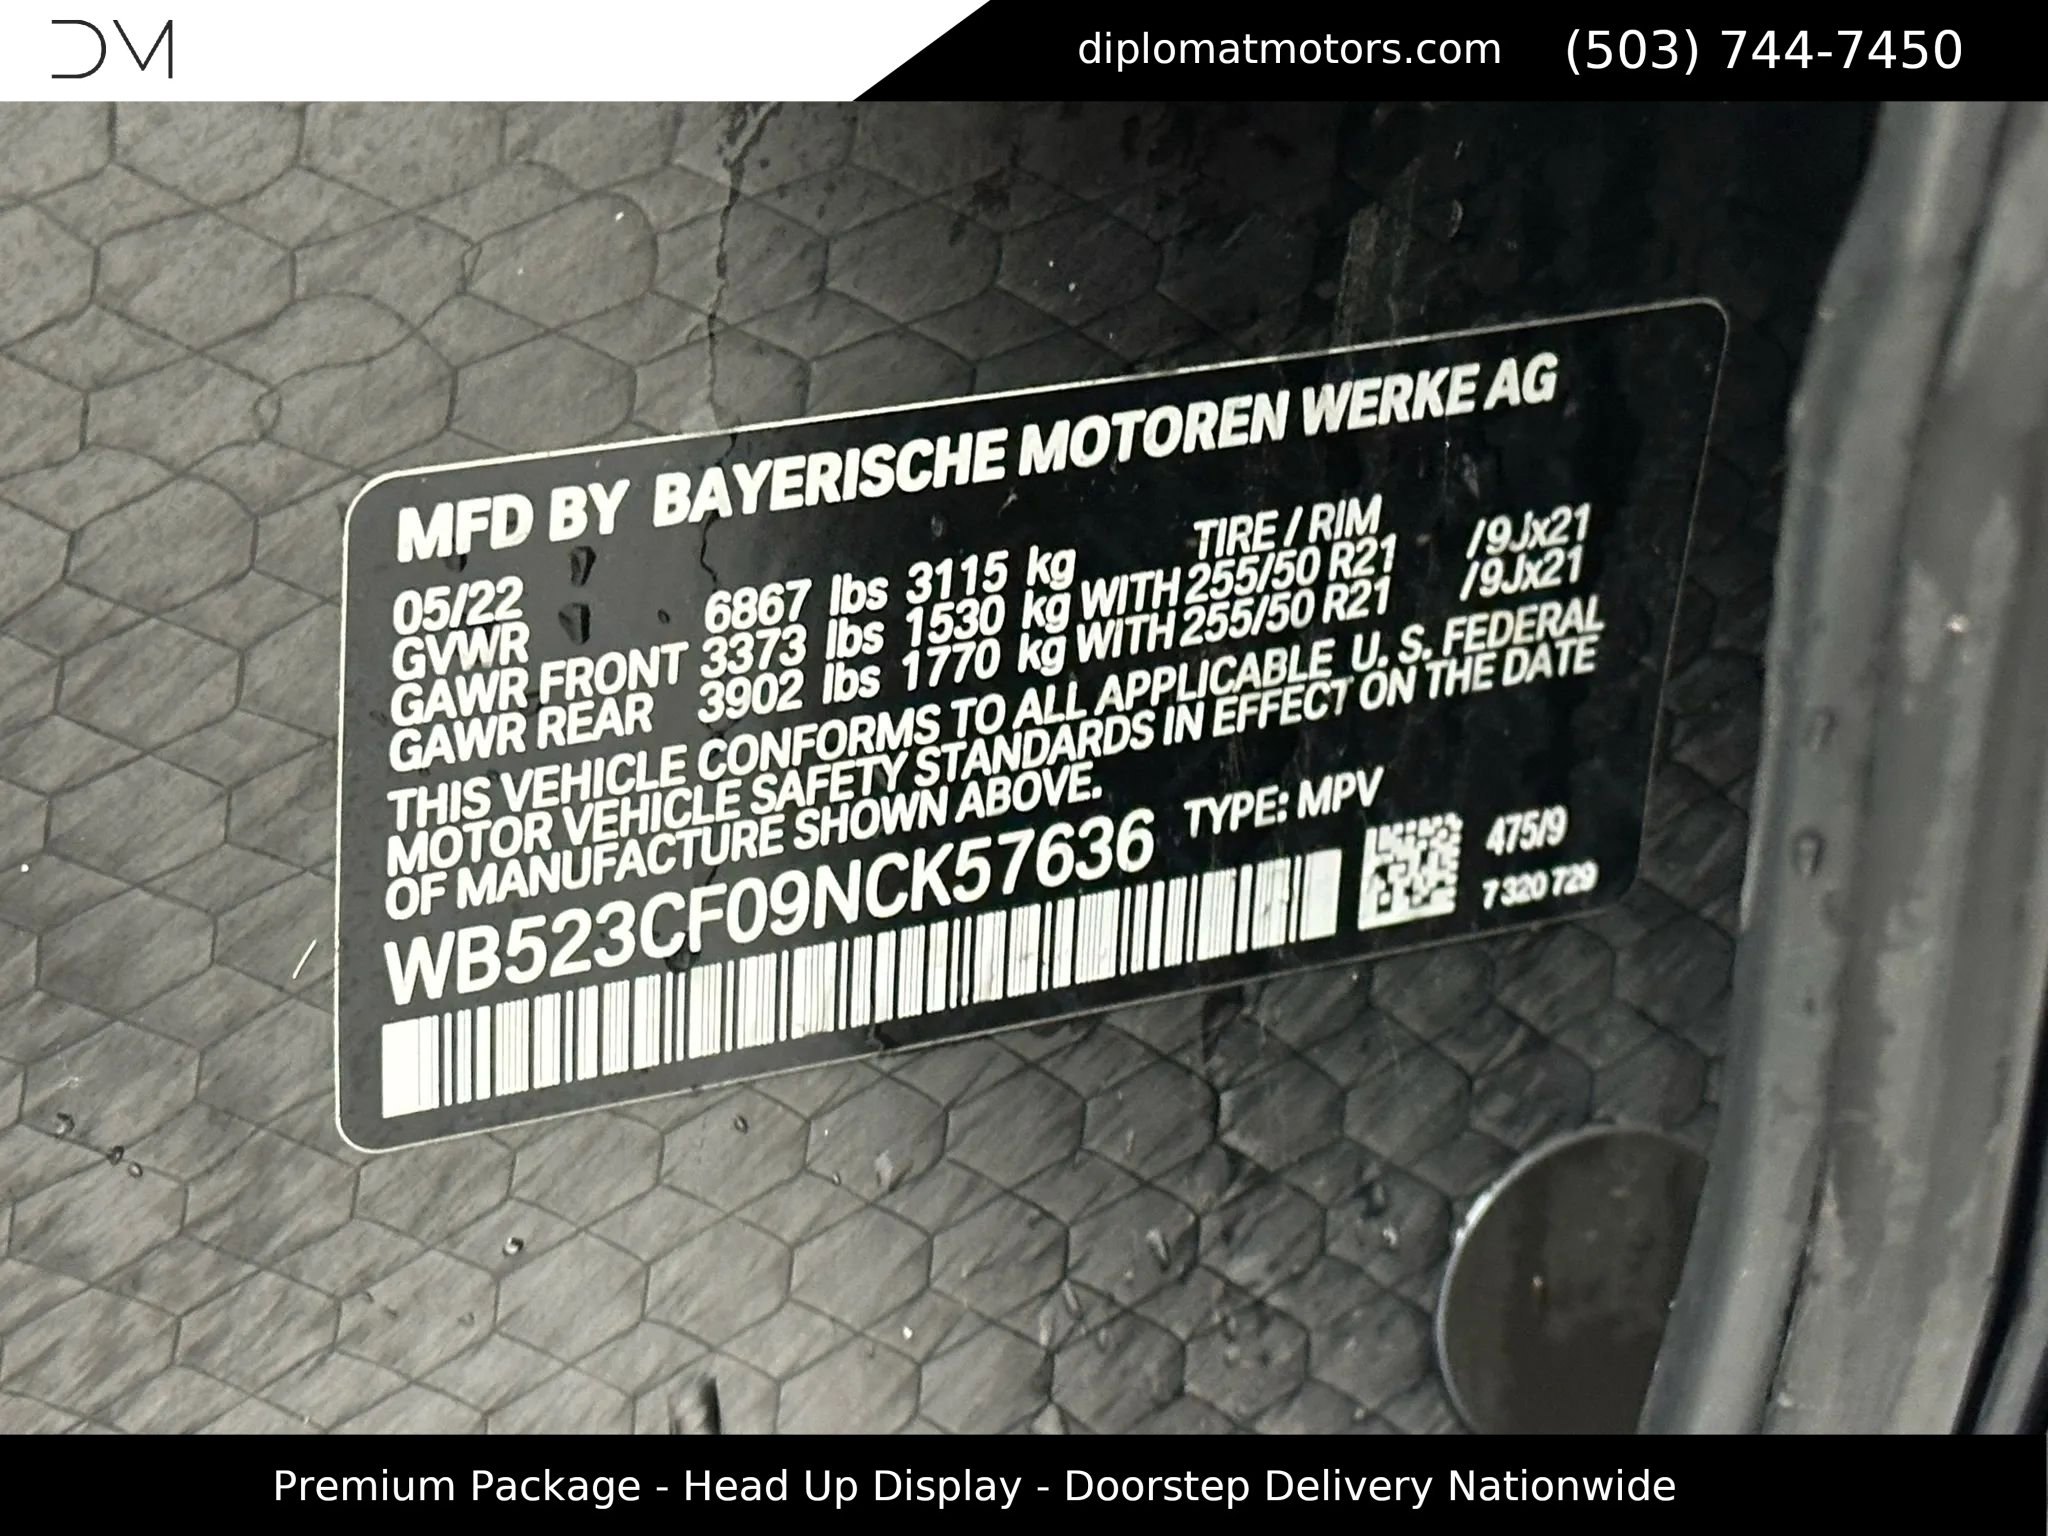 DM
diplomatmotors.com (503) 744-7450
MFD BY BAYERISCHE MOTOREN WERKE AG
05/22 TIRE / RIM
GVWR 6867 lbs 3115 kg
GAWR FRONT 3373 lbs 1530 kg WITH 255/50 R21 /9Jx21
GAWR REAR 3902 lbs 1770 kg WITH 255/50 R21 /9Jx21
THIS VEHICLE CONFORMS TO ALL APPLICABLE U. S. FEDERAL
MOTOR VEHICLE SAFETY STANDARDS IN EFFECT ON THE DATE
OF MANUFACTURE SHOWN ABOVE.
WB523CF09NCK57636 TYPE: MPV
475/9
7 320 729
Premium Package - Head Up Display - Doorstep Delivery Nationwide